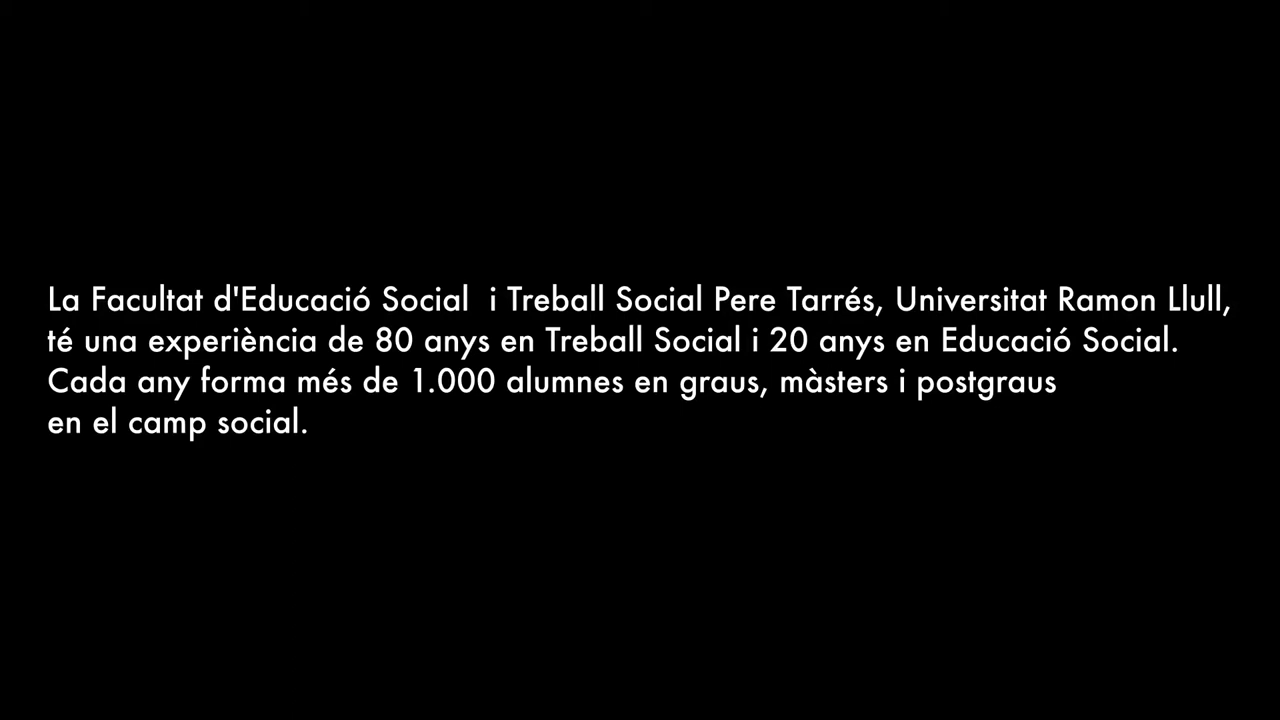 La Facultat d'Educació Social  i Treball Social Pere Tarrés, Universitat Ramon Llull,
té una experiència de 80 anys en Treball Social i 20 anys en Educació Social.
Cada any forma més de 1.000 alumnes en graus, màsters i postgraus
en el camp social.